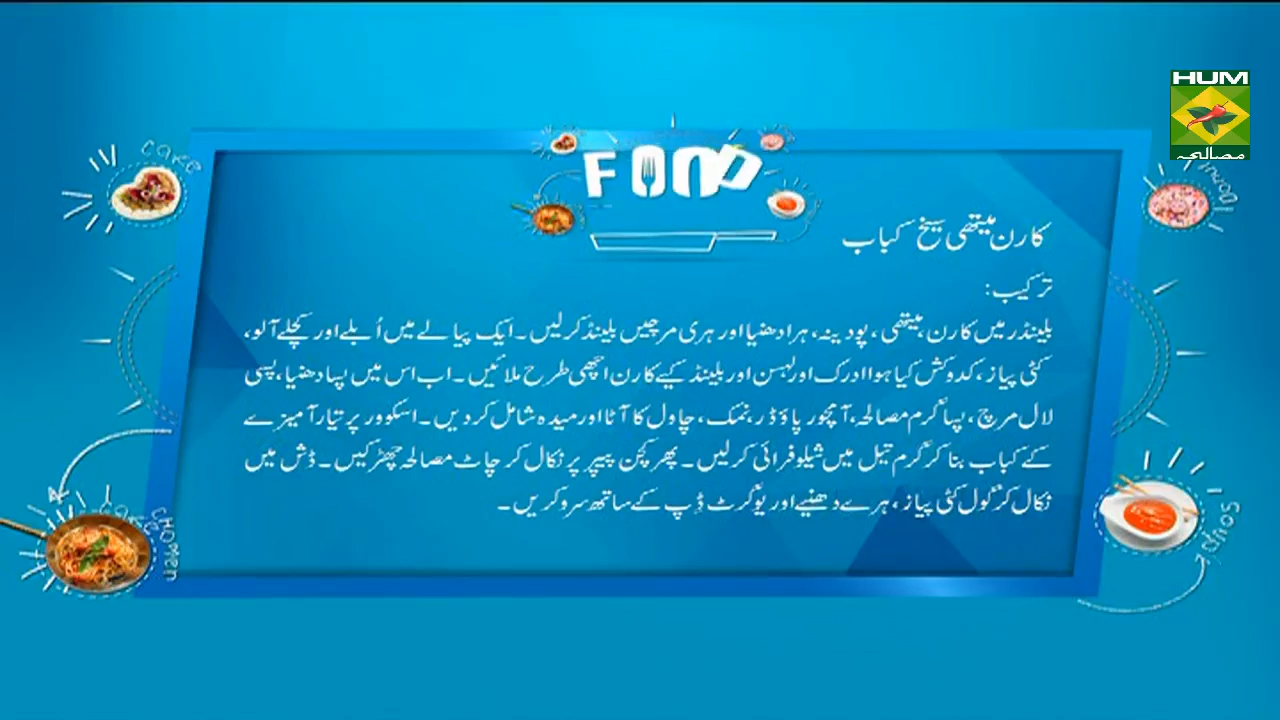 HUM
مصالحہ
FOOD
کارن میتھی سیخ کباب
ترکیب:
بلینڈر میں کارن، میتھی، پودینہ، ہرا دھنیا اور ہری مرچیں بلینڈ کرلیں۔ ایک پیالے میں اُبلے اور کچلے آلو،
کٹی پیاز، کدوکش کیا ہوا ادرک اور لہسن اور بلینڈ کیے کارن اچھی طرح ملائیں۔ اب اس میں پسا دھنیا، پسی
لال مرچ، پسا گرم مصالحہ، آمچور پاؤڈر، نمک، چاول کا آٹا اور میدہ شامل کردیں۔ اسکوور پر تیار آمیزے
کے کباب بنا کر گرم تیل میں شیلو فرائی کرلیں۔ پھر کچن پیپر پر نکال کر چاٹ مصالحہ چھڑکیں۔ ڈش میں
نکال کر گول کٹی پیاز، ہرے دھنیے اور یوگرٹ ڈِپ کے ساتھ سرو کریں۔
CAKE
CHOMEN
SOUP